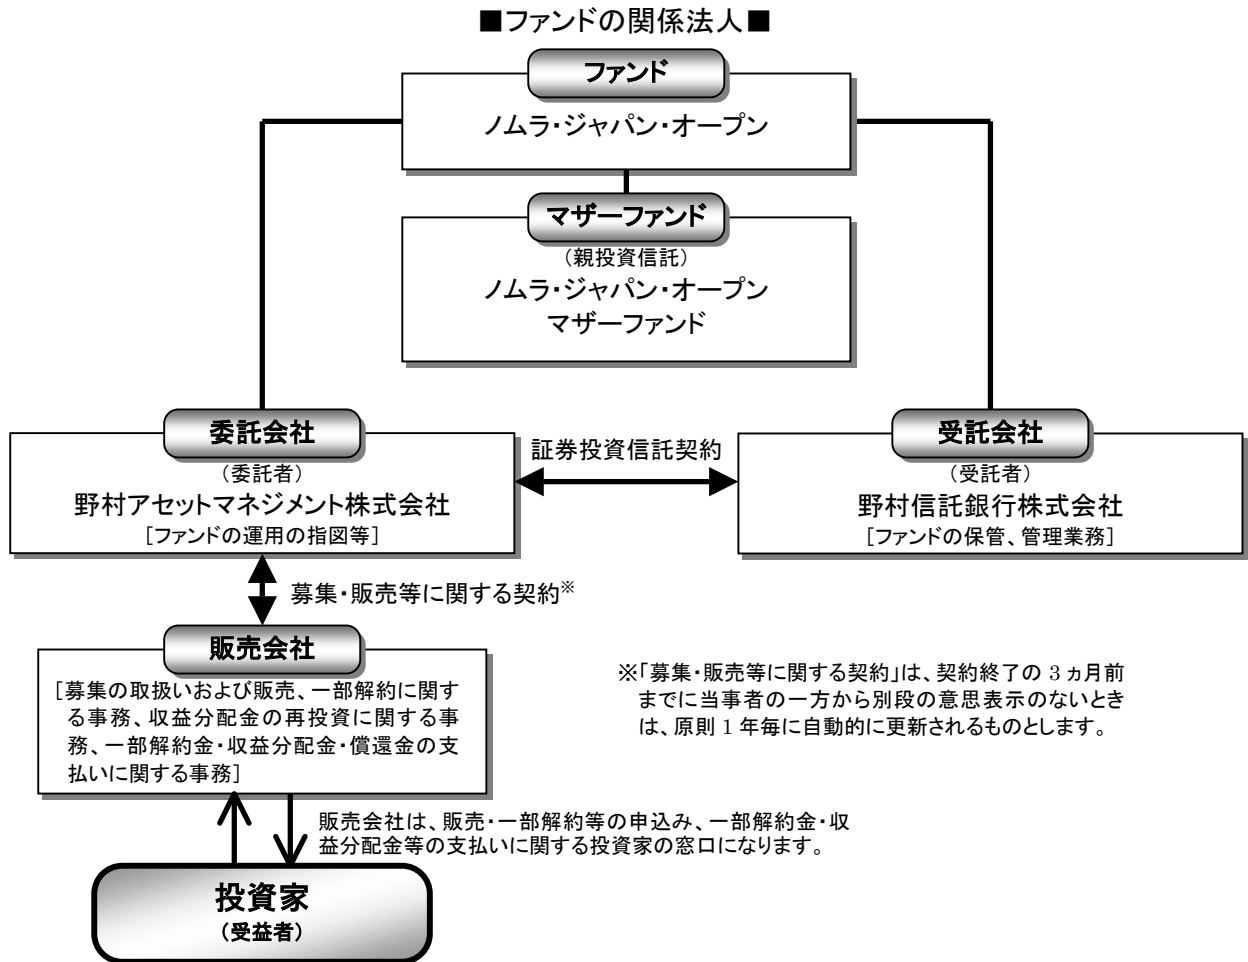 ■ファンドの関係法人■
ファンド
ノムラ・ジャパン・オープン
マザーファンド
（親投資信託）
ノムラ・ジャパン・オープン
マザーファンド
委託会社
（委託者）
野村アセットマネジメント株式会社
［ファンドの運用の指図等］
証券投資信託契約
受託会社
（受託者）
野村信託銀行株式会社
［ファンドの保管、管理業務］
募集・販売等に関する契約※
販売会社
［募集の取扱いおよび販売、一部解約に関す
る事務、収益分配金の再投資に関する事
務、一部解約金・収益分配金・償還金の支
払いに関する事務］
※「募集・販売等に関する契約」は、契約終了の 3 ヵ月前
までに当事者の一方から別段の意思表示のないとき
は、原則 1 年毎に自動的に更新されるものとします。
販売会社は、販売・一部解約等の申込み、一部解約金・収
益分配金等の支払いに関する投資家の窓口になります。
投資家
（受益者）